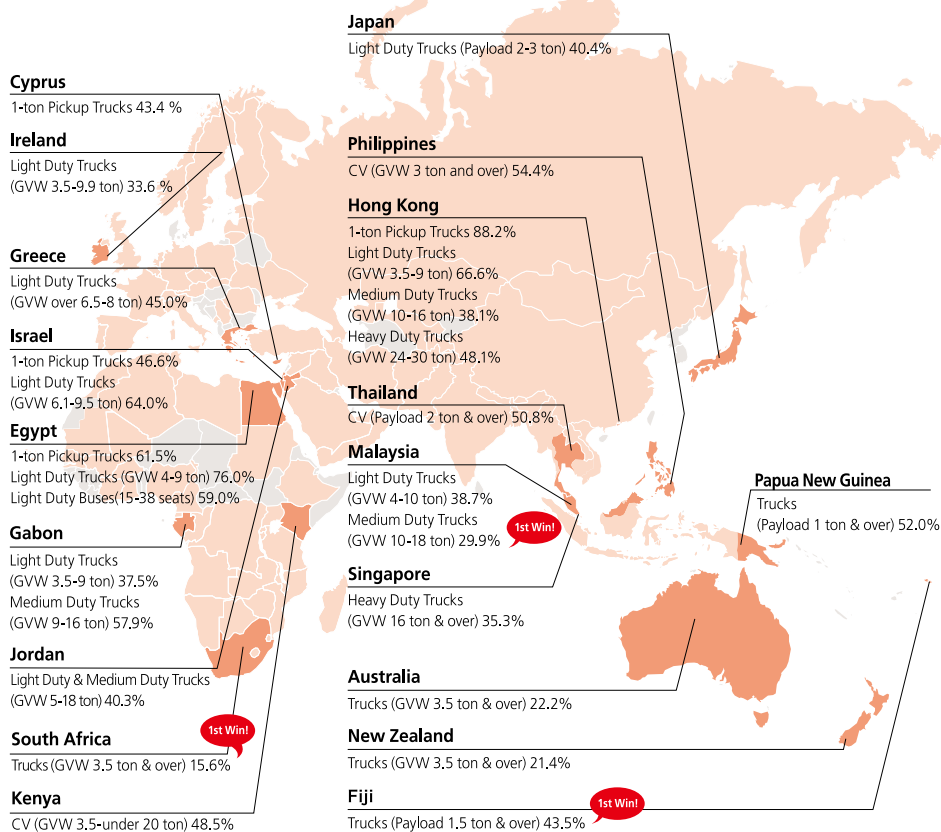 Cyprus
1-ton Pickup Trucks 43.4 %
Ireland
Light Duty Trucks
(GVW 3.5-9.9 ton) 33.6 %
Greece
Light Duty Trucks
(GVW over 6.5-8 ton) 45.0%
Israel
1-ton Pickup Trucks 46.6%
Light Duty Trucks
(GVW 6.1-9.5 ton) 64.0%
Egypt
1-ton Pickup Trucks 61.5%
Light Duty Trucks (GVW 4-9 ton) 76.0%
Light Duty Buses(15-38 seats) 59.0%
Gabon
Light Duty Trucks
(GVW 3.5-9 ton) 37.5%
Medium Duty Trucks
(GVW 9-16 ton) 57.9%
Jordan
Light Duty & Medium Duty Trucks
(GVW 5-18 ton) 40.3%
South Africa
1st Win!
Trucks (GVW 3.5 ton & over) 15.6%
Kenya
CV (GVW 3.5-under 20 ton) 48.5%
Japan
Light Duty Trucks (Payload 2-3 ton) 40.4%
Philippines
CV (GVW 3 ton and over) 54.4%
Hong Kong
1-ton Pickup Trucks 88.2%
Light Duty Trucks
(GVW 3.5-9 ton) 66.6%
Medium Duty Trucks
(GVW 10-16 ton) 38.1%
Heavy Duty Trucks
(GVW 24-30 ton) 48.1%
Thailand
CV (Payload 2 ton & over) 50.8%
Malaysia
Light Duty Trucks
(GVW 4-10 ton) 38.7%
Medium Duty Trucks
(GVW 10-18 ton) 29.9%
1st Win!
Singapore
Heavy Duty Trucks
(GVW 16 ton & over) 35.3%
Papua New Guinea
Trucks
(Payload 1 ton & over) 52.0%
Australia
Trucks (GVW 3.5 ton & over) 22.2%
New Zealand
Trucks (GVW 3.5 ton & over) 21.4%
Fiji
1st Win!
Trucks (Payload 1.5 ton & over) 43.5%